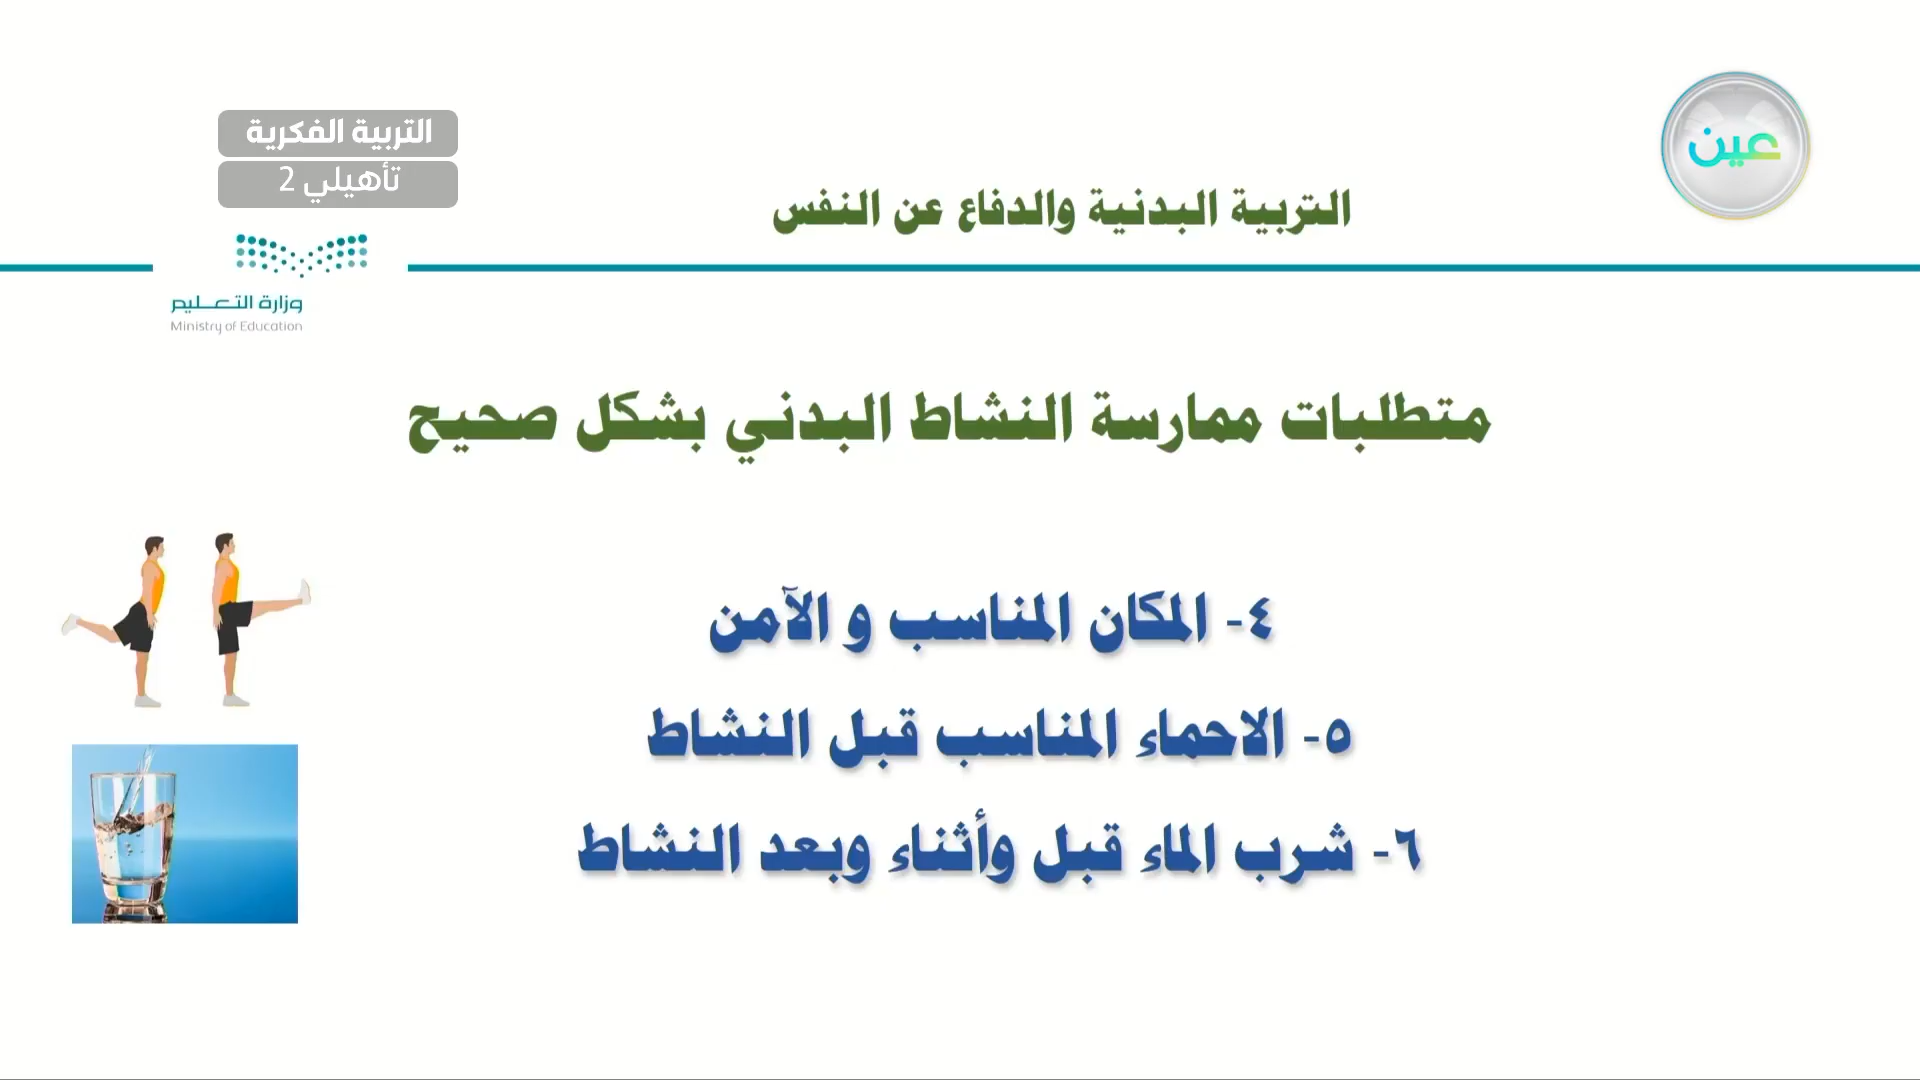 التربية الفكرية
تأهيلي 2
عين
التربية البدنية والدفاع عن النفس
وزارة التعليم
Ministry of Education
متطلبات ممارسة النشاط البدني بشكل صحيح
٤- المكان المناسب و الآمن
٥- الاحماء المناسب قبل النشاط
٦- شرب الماء قبل وأثناء وبعد النشاط